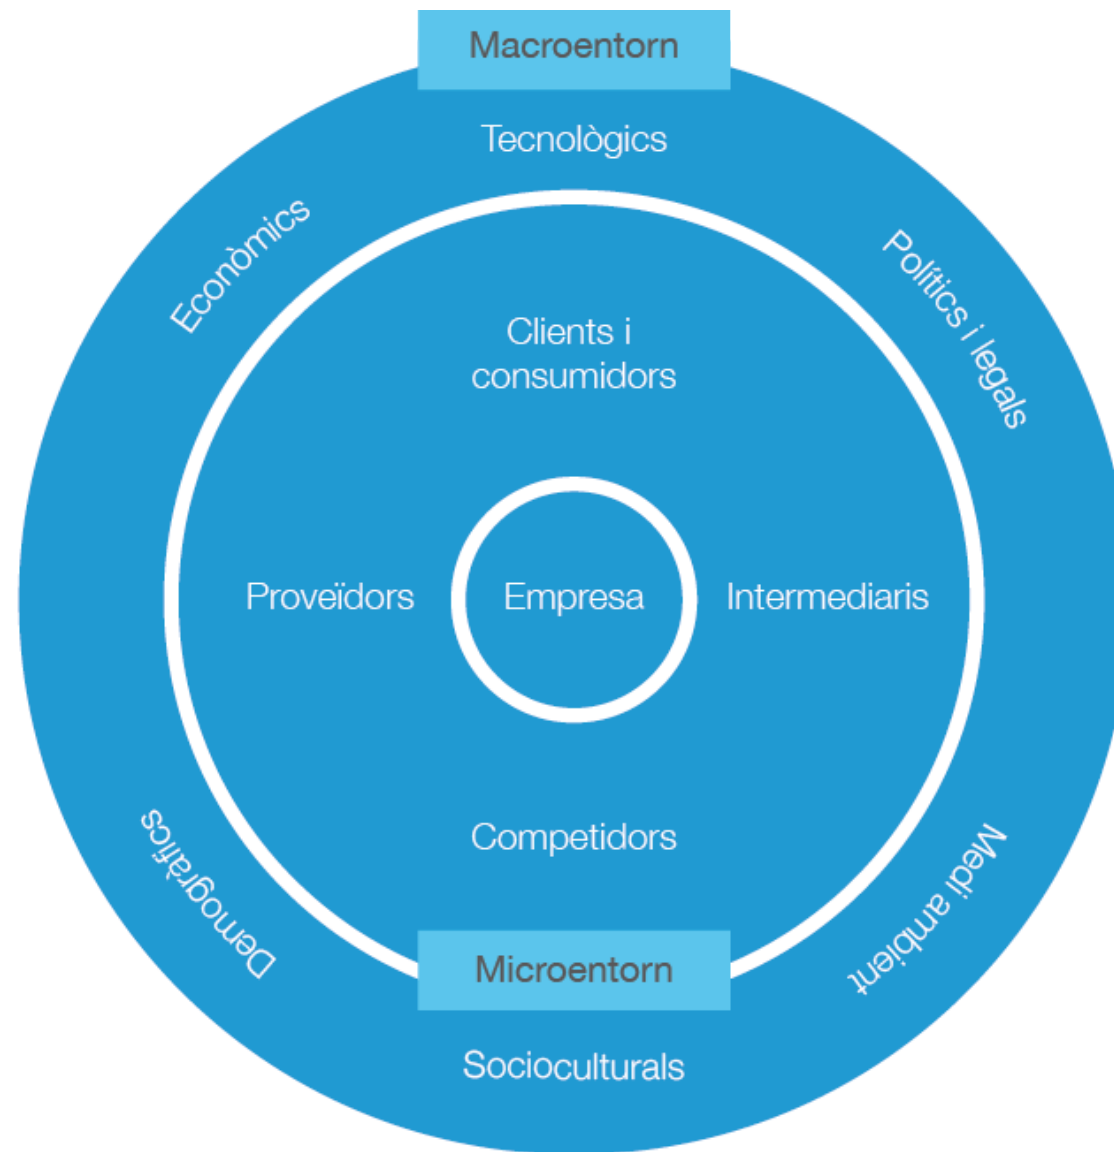 Macroentorn
Tecnològics
Econòmics
Polítics i legals
Clients i
consumidors
Proveïdors
Empresa
Intermediaris
Competidors
Demogràfics
Medi ambient
Microentorn
Socioculturals